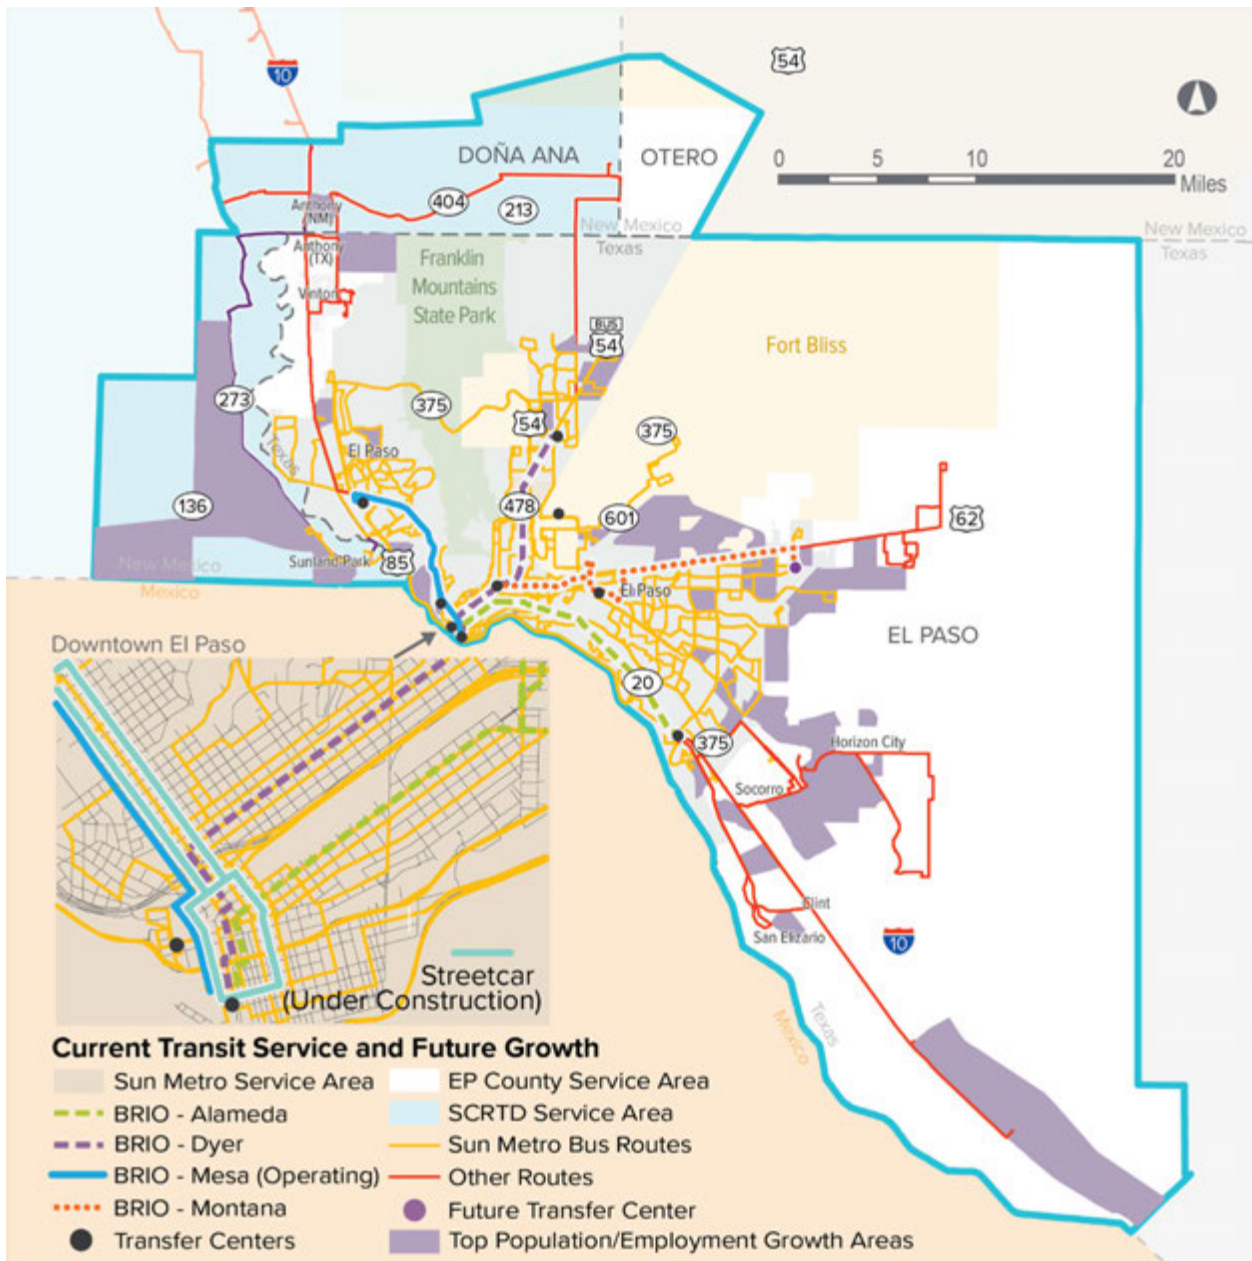 54
10
0 5 10 20
Miles
DOÑA ANA
OTERO
404
213
Anthony
(NM)
New Mexico
Texas
New Mexico
Texas
Anthony
(TX)
Franklin
Mountains
State Park
Vinton
BUS
54
Fort Bliss
273
375
54
375
Texas
El Paso
136
478
601
62
New Mexico
Mexico
Sunland Park
85
El Paso
EL PASO
Downtown El Paso
20
375
Horizon City
Socorro
Clint
San Elizario
10
Texas
Mexico
Streetcar
(Under Construction)
Current Transit Service and Future Growth
Sun Metro Service Area
EP County Service Area
BRIO - Alameda
SCRTD Service Area
BRIO - Dyer
Sun Metro Bus Routes
BRIO - Mesa (Operating)
Other Routes
BRIO - Montana
Future Transfer Center
Transfer Centers
Top Population/Employment Growth Areas